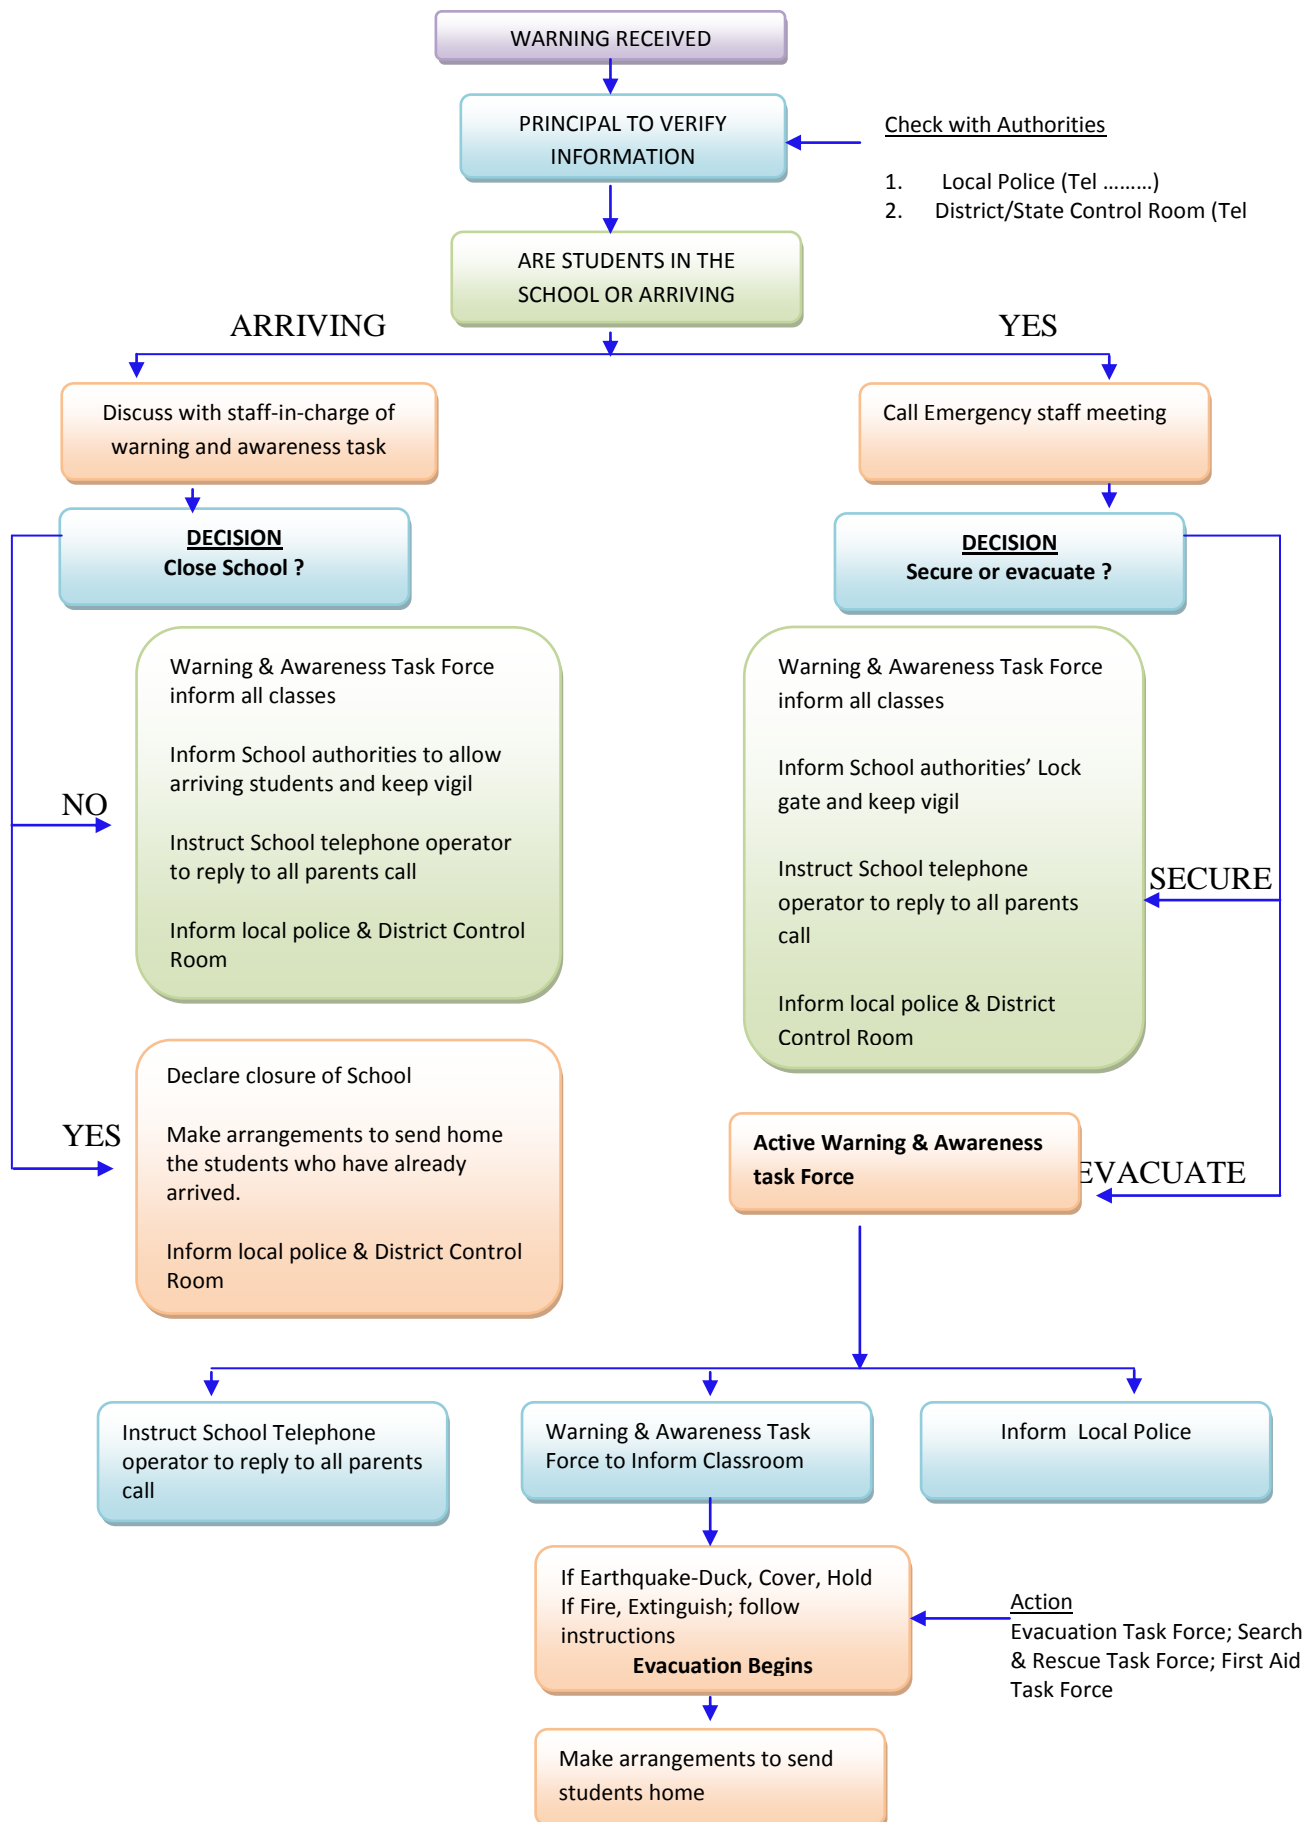 WARNING RECEIVED
PRINCIPAL TO VERIFY
INFORMATION
Check with Authorities
1. Local Police (Tel ………)
2. District/State Control Room (Tel
ARE STUDENTS IN THE
SCHOOL OR ARRIVING
ARRIVING
YES
Discuss with staff-in-charge of
warning and awareness task
Call Emergency staff meeting
DECISION
Close School ?
DECISION
Secure or evacuate ?
Warning & Awareness Task Force
inform all classes
Inform School authorities to allow
arriving students and keep vigil
Instruct School telephone operator
to reply to all parents call
Inform local police & District Control
Room
NO
Warning & Awareness Task Force
inform all classes
Inform School authorities’ Lock
gate and keep vigil
Instruct School telephone
operator to reply to all parents
call
Inform local police & District
Control Room
SECURE
Declare closure of School
Make arrangements to send home
the students who have already
arrived.
Inform local police & District Control
Room
YES
Active Warning & Awareness
task Force
EVACUATE
Instruct School Telephone
operator to reply to all parents
call
Warning & Awareness Task
Force to Inform Classroom
Inform Local Police
If Earthquake-Duck, Cover, Hold
If Fire, Extinguish; follow
instructions
Evacuation Begins
Action
Evacuation Task Force; Search
& Rescue Task Force; First Aid
Task Force
Make arrangements to send
students home